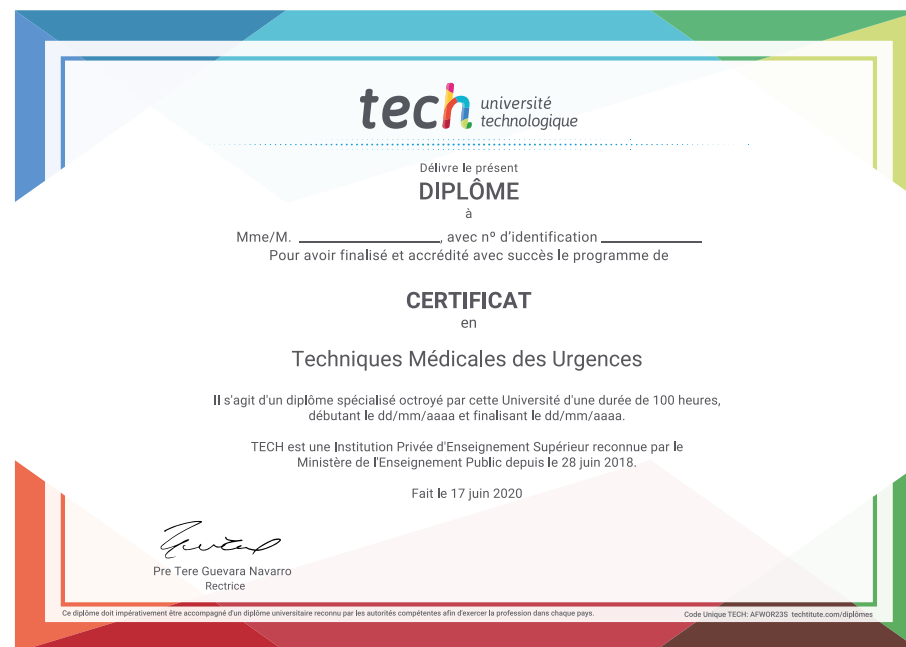 tech université
technologique
Délivre le présent
DIPLÔME
à
Mme/M. ____________________, avec nº d'identification ______________
Pour avoir finalisé et accrédité avec succès le programme de
CERTIFICAT
en
Techniques Médicales des Urgences
Il s'agit d'un diplôme spécialisé octroyé par cette Université d'une durée de 100 heures,
débutant le dd/mm/aaaa et finalisant le dd/mm/aaaa.
TECH est une Institution Privée d'Enseignement Supérieur reconnue par le
Ministère de l'Enseignement Public depuis le 28 juin 2018.
Fait le 17 juin 2020
Pre Tere Guevara Navarro
Rectrice
Ce diplôme doit impérativement être accompagné d'un diplôme universitaire reconnu par les autorités compétentes afin d'exercer la profession dans chaque pays.
Code Unique TECH: AFWOR23S techtitute.com/diplômes